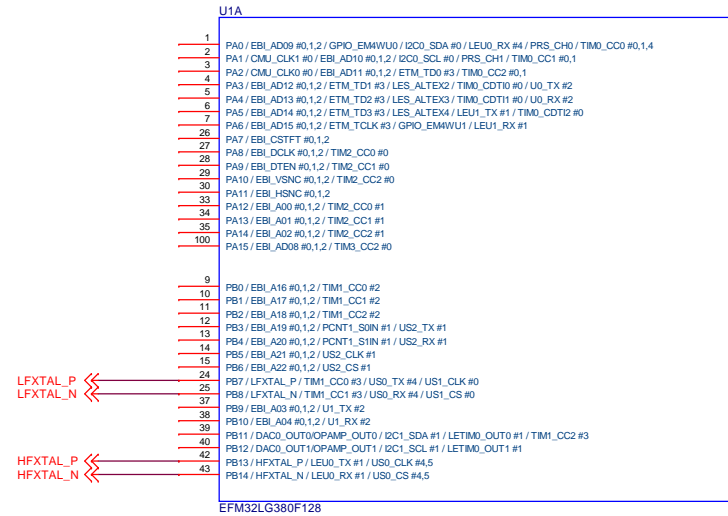 U1A
1 PA0 / EBI_AD09 #0,1,2 / GPIO_EM4WU0 / I2C0_SDA #0 / LEU0_RX #4 / PRS_CH0 / TIM0_CC0 #0,1,4
2 PA1 / CMU_CLK1 #0 / EBI_AD10 #0,1,2 / I2C0_SCL #0 / PRS_CH1 / TIM0_CC1 #0,1
3 PA2 / CMU_CLK0 #0 / EBI_AD11 #0,1,2 / ETM_TD0 #3 / TIM0_CC2 #0,1
4 PA3 / EBI_AD12 #0,1,2 / ETM_TD1 #3 / LES_ALTEX2 / TIM0_CDTI0 #0 / U0_TX #2
5 PA4 / EBI_AD13 #0,1,2 / ETM_TD2 #3 / LES_ALTEX3 / TIM0_CDTI1 #0 / U0_RX #2
6 PA5 / EBI_AD14 #0,1,2 / ETM_TD3 #3 / LES_ALTEX4 / LEU1_TX #1 / TIM0_CDTI2 #0
7 PA6 / EBI_AD15 #0,1,2 / ETM_TCLK #3 / GPIO_EM4WU1 / LEU1_RX #1
26 PA7 / EBI_CSTFT #0,1,2
27 PA8 / EBI_DCLK #0,1,2 / TIM2_CC0 #0
28 PA9 / EBI_DTEN #0,1,2 / TIM2_CC1 #0
29 PA10 / EBI_VSNC #0,1,2 / TIM2_CC2 #0
30 PA11 / EBI_HSNC #0,1,2
33 PA12 / EBI_A00 #0,1,2 / TIM2_CC0 #1
34 PA13 / EBI_A01 #0,1,2 / TIM2_CC1 #1
35 PA14 / EBI_A02 #0,1,2 / TIM2_CC2 #1
100 PA15 / EBI_AD08 #0,1,2 / TIM3_CC2 #0
9 PB0 / EBI_A16 #0,1,2 / TIM1_CC0 #2
10 PB1 / EBI_A17 #0,1,2 / TIM1_CC1 #2
11 PB2 / EBI_A18 #0,1,2 / TIM1_CC2 #2
12 PB3 / EBI_A19 #0,1,2 / PCNT1_S0IN #1 / US2_TX #1
13 PB4 / EBI_A20 #0,1,2 / PCNT1_S1IN #1 / US2_RX #1
14 PB5 / EBI_A21 #0,1,2 / US2_CLK #1
15 PB6 / EBI_A22 #0,1,2 / US2_CS #1
LFXTAL_P 24 PB7 / LFXTAL_P / TIM1_CC0 #3 / US0_TX #4 / US1_CLK #0
LFXTAL_N 25 PB8 / LFXTAL_N / TIM1_CC1 #3 / US0_RX #4 / US1_CS #0
37 PB9 / EBI_A03 #0,1,2 / U1_TX #2
38 PB10 / EBI_A04 #0,1,2 / U1_RX #2
39 PB11 / DAC0_OUT0/OPAMP_OUT0 / I2C1_SDA #1 / LETIM0_OUT0 #1 / TIM1_CC2 #3
40 PB12 / DAC0_OUT1/OPAMP_OUT1 / I2C1_SCL #1 / LETIM0_OUT1 #1
HFXTAL_P 42 PB13 / HFXTAL_P / LEU0_TX #1 / US0_CLK #4,5
HFXTAL_N 43 PB14 / HFXTAL_N / LEU0_RX #1 / US0_CS #4,5
EFM32LG380F128